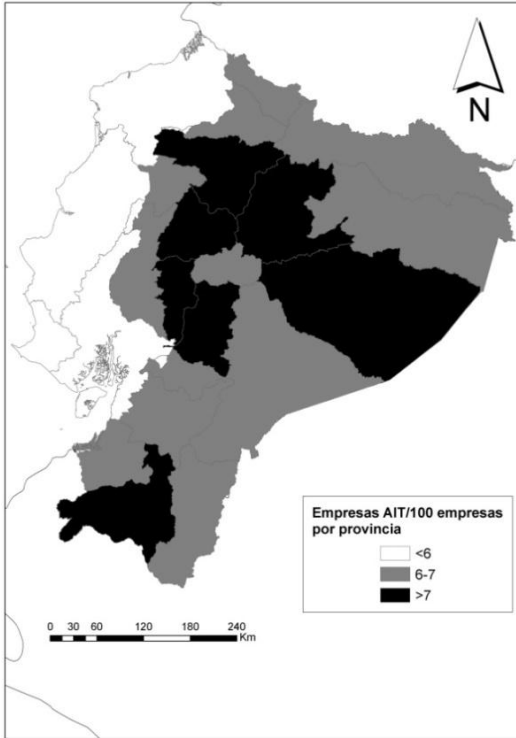 N
Empresas AIT/100 empresas
por provincia
<6
6-7
>7
0 30 60 120 180 240
Km